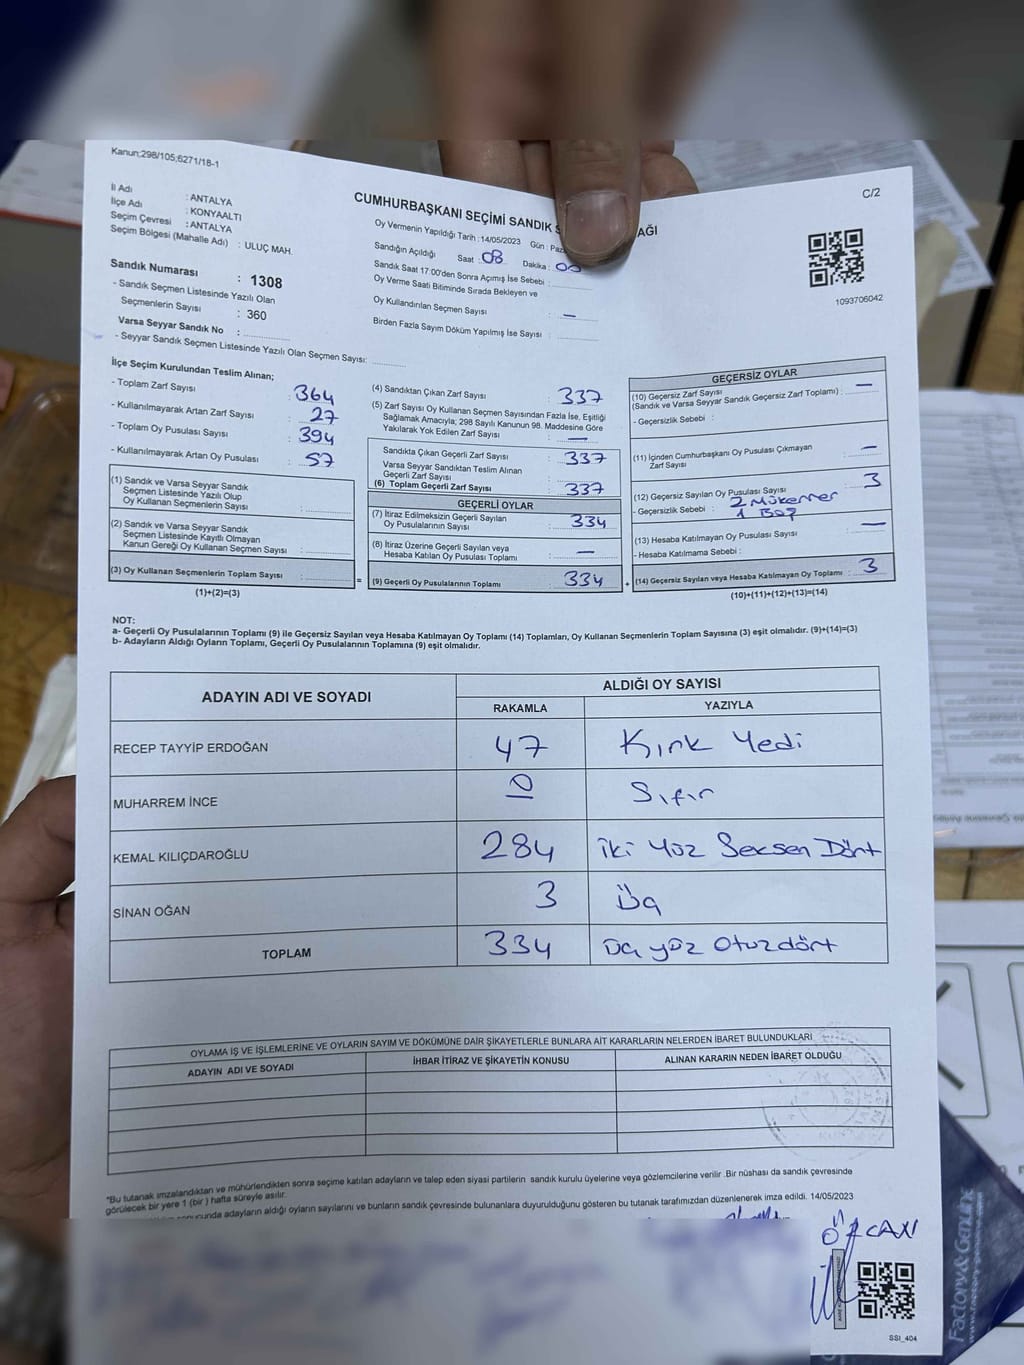 Kanun;298/105;6271/18-1
C/2
İl Adı : ANTALYA
İlçe Adı : KONYAALTI
Seçim Çevresi : ANTALYA
Seçim Bölgesi (Mahalle Adı) : ULUÇ MAH.
Sandık Numarası : 1308
- Sandık Seçmen Listesinde Yazılı Olan
Seçmenlerin Sayısı : 360
Varsa Seyyar Sandık No :
- Seyyar Sandık Seçmen Listesinde Yazılı Olan Seçmen Sayısı:
CUMHURBAŞKANI SEÇİMİ SANDIK
Oy Vermenin Yapıldığı Tarih :14/05/2023 Gün :
Sandığın Açıldığı Saat : 08 Dakika : 00
Sandık Saat 17:00'den Sonra Açılmış İse Sebebi :
Oy Verme Saati Bitiminde Sırada Bekleyen ve
Oy Kullandırılan Seçmen Sayısı : —
Birden Fazla Sayım Döküm Yapılmış İse Sayısı :
1093706042
İlçe Seçim Kurulundan Teslim Alınan;
- Toplam Zarf Sayısı : 364
- Kullanılmayarak Artan Zarf Sayısı : 27
- Toplam Oy Pusulası Sayısı : 394
- Kullanılmayarak Artan Oy Pusulası : 57
(1) Sandık ve Varsa Seyyar Sandık
Seçmen Listesinde Yazılı Olup
Oy Kullanan Seçmenlerin Sayısı :
(2) Sandık ve Varsa Seyyar Sandık
Seçmen Listesinde Kayıtlı Olmayan
Kanun Gereği Oy Kullanan Seçmen Sayısı :
(3) Oy Kullanan Seçmenlerin Toplam Sayısı :
(1)+(2)=(3)
=
(4) Sandıktan Çıkan Zarf Sayısı : 337
(5) Zarf Sayısı Oy Kullanan Seçmen Sayısından Fazla İse, Eşitliği
Sağlamak Amacıyla; 298 Sayılı Kanunun 98. Maddesine Göre
Yakılarak Yok Edilen Zarf Sayısı : —
Sandıkta Çıkan Geçerli Zarf Sayısı : 337
Varsa Seyyar Sandıktan Teslim Alınan
Geçerli Zarf Sayısı :
(6) Toplam Geçerli Zarf Sayısı : 337
GEÇERLİ OYLAR
(7) İtiraz Edilmeksizin Geçerli Sayılan
Oy Pusulalarının Sayısı : 334
(8) İtiraz Üzerine Geçerli Sayılan veya
Hesaba Katılan Oy Pusulası Toplamı : —
(9) Geçerli Oy Pusulalarının Toplamı : 334
+
GEÇERSİZ OYLAR
(10) Geçersiz Zarf Sayısı
(Sandık ve Varsa Seyyar Sandık Geçersiz Zarf Toplamı) : —
- Geçersizlik Sebebi :
(11) İçinden Cumhurbaşkanı Oy Pusulası Çıkmayan
Zarf Sayısı : —
(12) Geçersiz Sayılan Oy Pusulası Sayısı : 3
- Geçersizlik Sebebi : 2 Mükerrer
1 Boş
(13) Hesaba Katılmayan Oy Pusulası Sayısı : —
- Hesaba Katılmama Sebebi :
(14) Geçersiz Sayılan veya Hesaba Katılmayan Oy Toplamı : 3
(10)+(11)+(12)+(13)=(14)
NOT:
a- Geçerli Oy Pusulalarının Toplamı (9) ile Geçersiz Sayılan veya Hesaba Katılmayan Oy Toplamı (14) Toplamları, Oy Kullanan Seçmenlerin Toplam Sayısına (3) eşit olmalıdır. (9)+(14)=(3)
b- Adayların Aldığı Oyların Toplamı, Geçerli Oy Pusulalarının Toplamına (9) eşit olmalıdır.
ADAYIN ADI VE SOYADI
ALDIĞI OY SAYISI
RAKAMLA YAZIYLA
RECEP TAYYİP ERDOĞAN 47 Kırk Yedi
MUHARREM İNCE 0 Sıfır
KEMAL KILIÇDAROĞLU 284 iki Yüz Seksen Dört
SİNAN OĞAN 3 Üç
TOPLAM 334 üç yüz otuzdört
OYLAMA İŞ VE İŞLEMLERİNE VE OYLARIN SAYIM VE DÖKÜMÜNE DAİR ŞİKAYETLERLE BUNLARA AİT KARARLARIN NELERDEN İBARET BULUNDUKLARI
ADAYIN ADI VE SOYADI İHBAR İTİRAZ VE ŞİKAYETİN KONUSU ALINAN KARARIN NEDEN İBARET OLDUĞU
*Bu tutanak imzalandıktan ve mühürlendikten sonra seçime katılan adayların ve talep eden siyasi partilerin sandık kurulu üyelerine veya gözlemcilerine verilir .Bir nüshası da sandık çevresinde
görülecek bir yere 1 (bir ) hafta süreyle asılır.
adayların aldığı oyların sayılarını ve bunların sandık çevresinde bulunanlara duyurulduğunu gösteren bu tutanak tarafımızdan düzenlenerek imza edildi. 14/05/2023
ÖZCAN
SSİ_404
Factory&Genuine